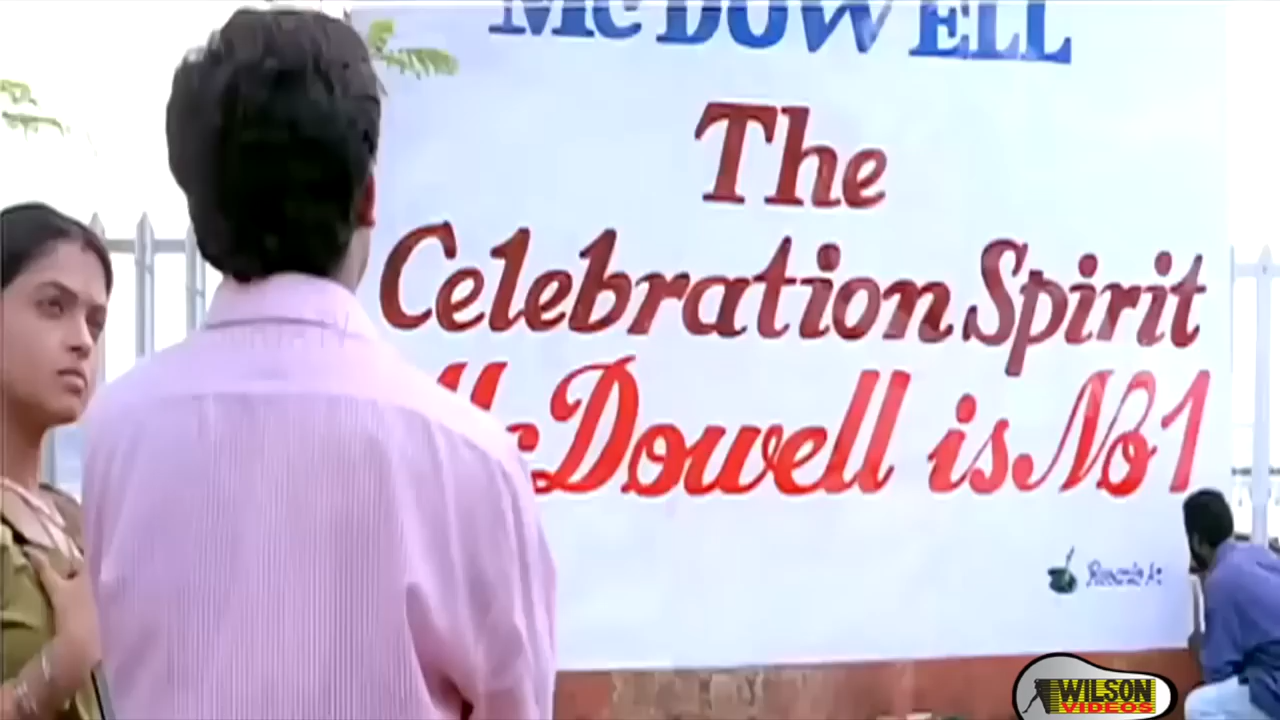 McDOWELL
The
Celebration Spirit
McDowell is No1
WILSON
VIDEOS